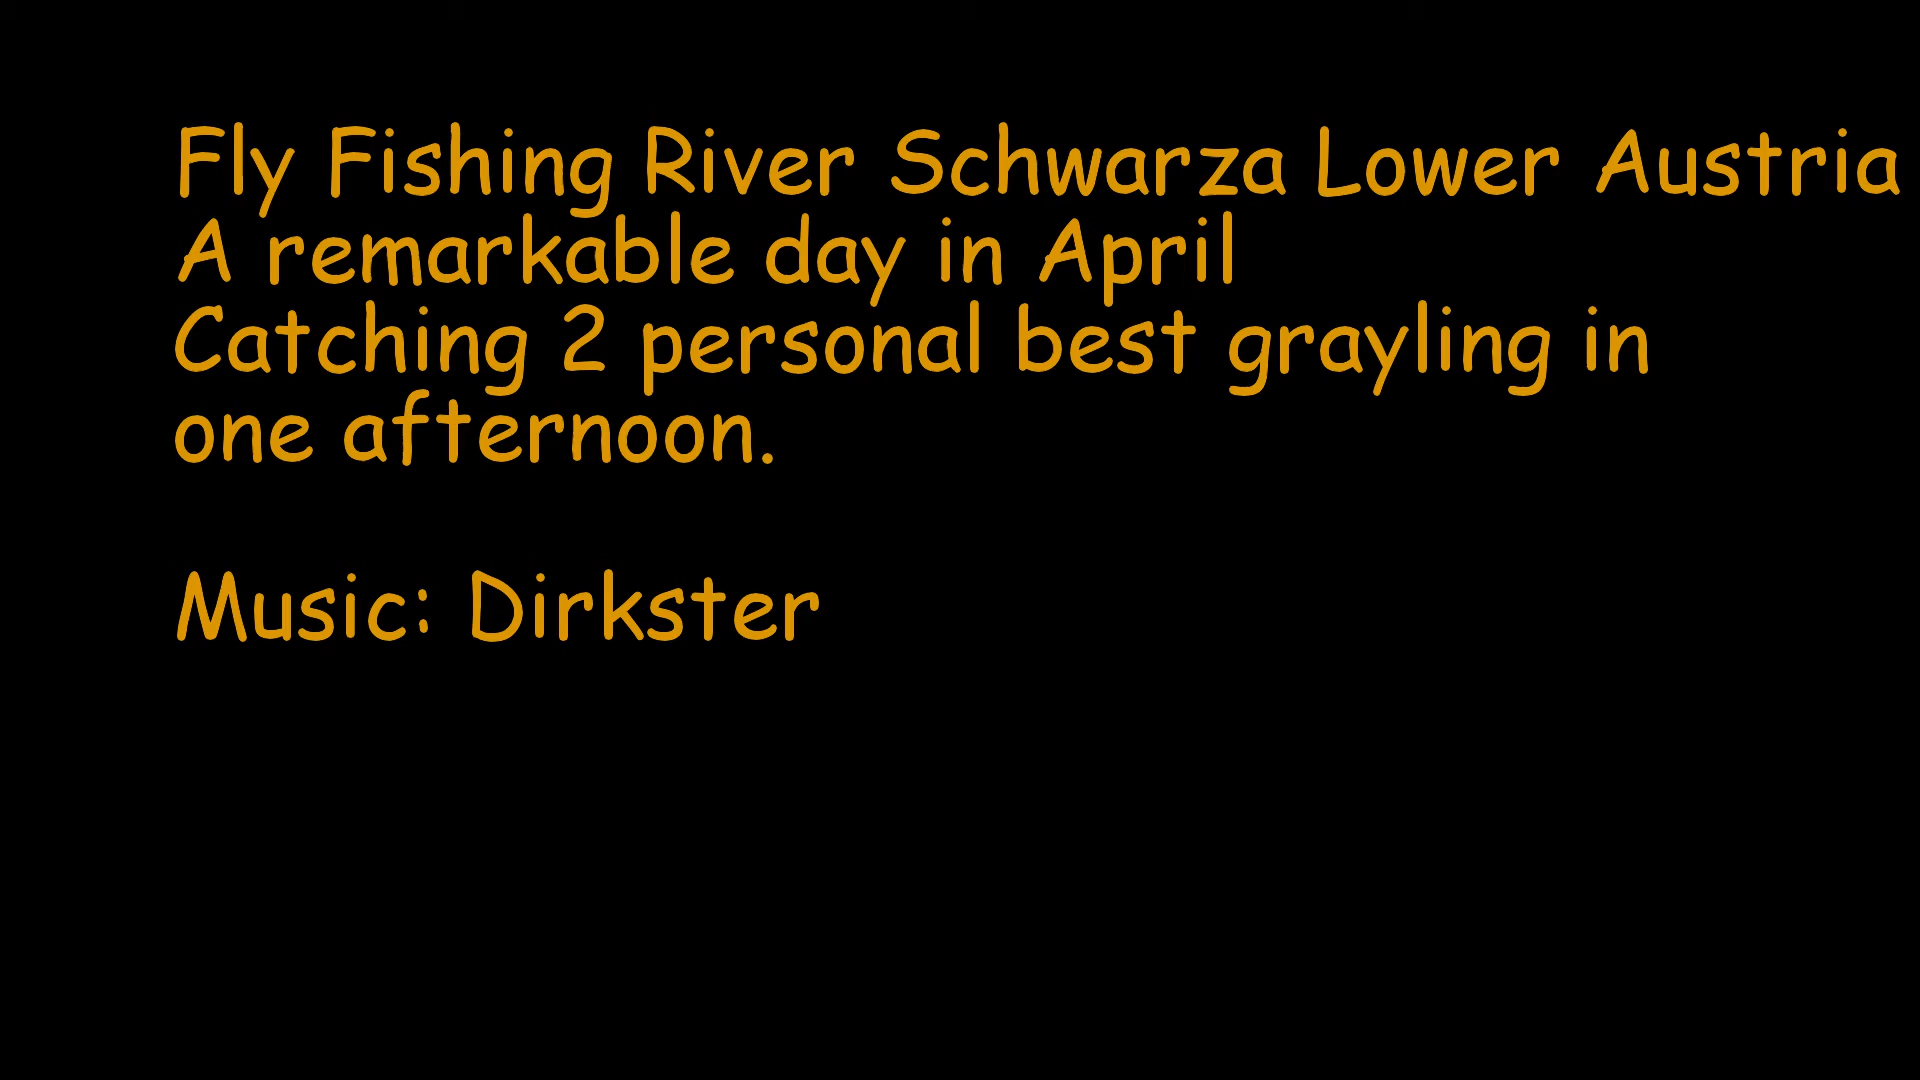 Fly Fishing River Schwarza Lower Austria
A remarkable day in April
Catching 2 personal best grayling in
one afternoon.
Music: Dirkster